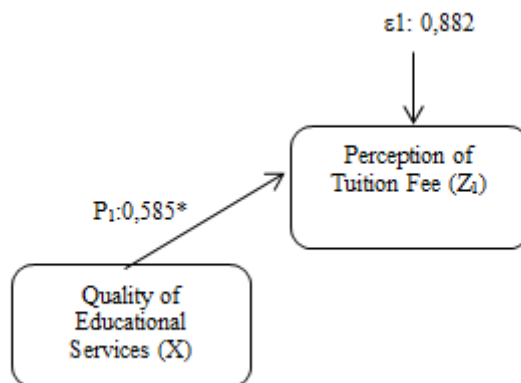 ε1: 0,882
Perception of
Tuition Fee (Z₁)
P₁:0,585*
Quality of
Educational
Services (X)